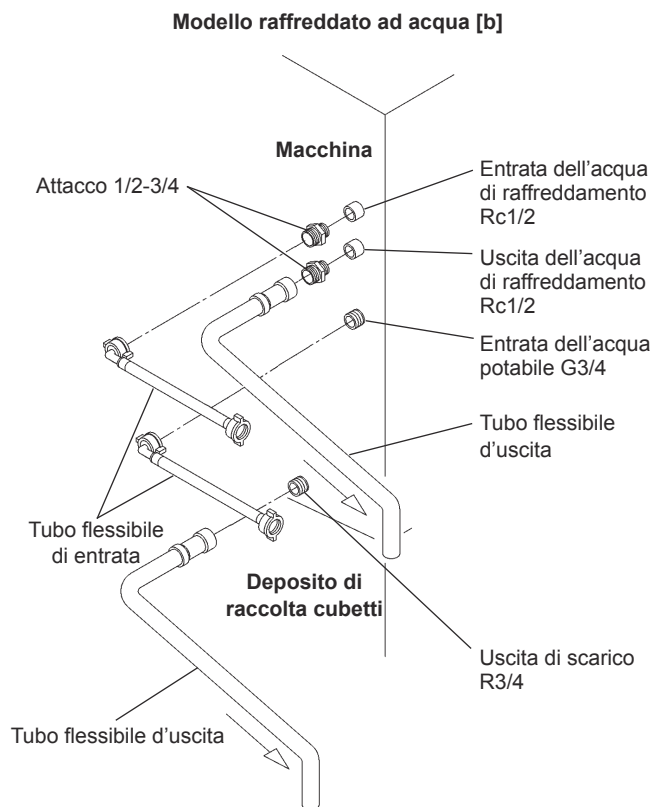 Modello raffreddato ad acqua [b]
Macchina
Attacco 1/2-3/4
Entrata dell’acqua
di raffreddamento
Rc1/2
Uscita dell’acqua
di raffreddamento
Rc1/2
Entrata dell’acqua
potabile G3/4
Tubo flessibile
d’uscita
Tubo flessibile
di entrata
Deposito di
raccolta cubetti
Uscita di scarico
R3/4
Tubo flessibile d’uscita